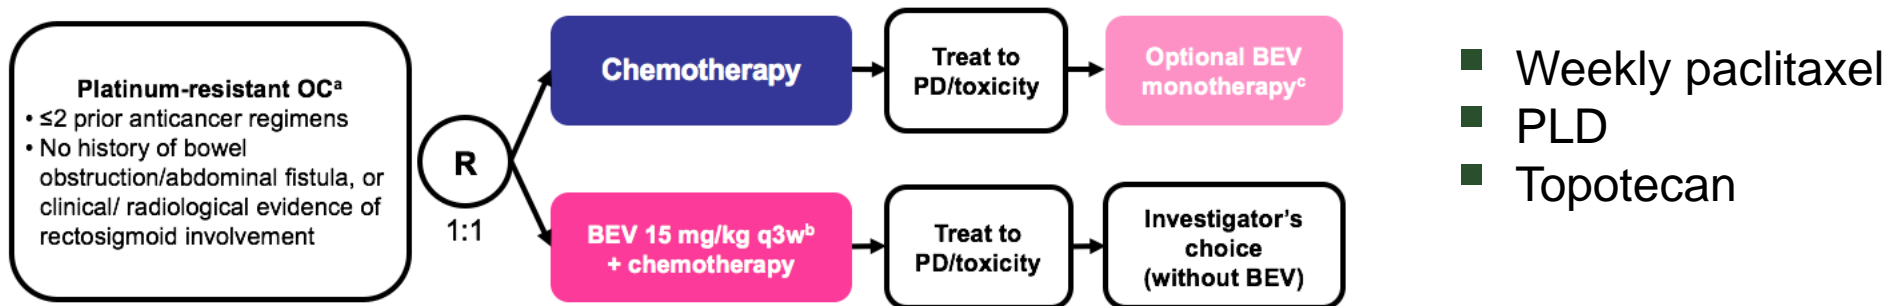 Platinum-resistant OCᵃ
• ≤2 prior anticancer regimens
• No history of bowel
obstruction/abdominal fistula, or
clinical/ radiological evidence of
rectosigmoid involvement
R
1:1
Chemotherapy
Treat to
PD/toxicity
Optional BEV
monotherapyᶜ
BEV 15 mg/kg q3wᵇ
+ chemotherapy
Treat to
PD/toxicity
Investigator’s
choice
(without BEV)
■ Weekly paclitaxel
■ PLD
■ Topotecan